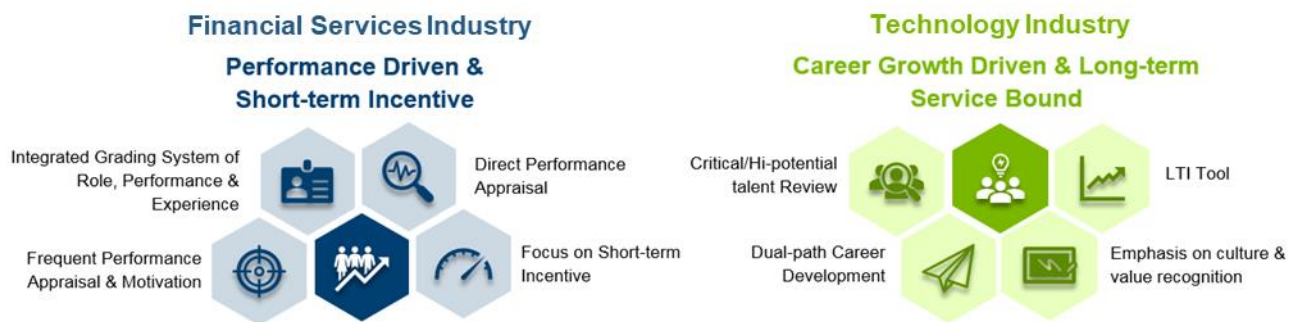 Financial Services Industry
Performance Driven &
Short-term Incentive
Integrated Grading System of
Role, Performance &
Experience
Direct Performance
Appraisal
Frequent Performance
Appraisal & Motivation
Focus on Short-term
Incentive
Technology Industry
Career Growth Driven & Long-term
Service Bound
Critical/Hi-potential
talent Review
LTI Tool
Dual-path Career
Development
Emphasis on culture &
value recognition